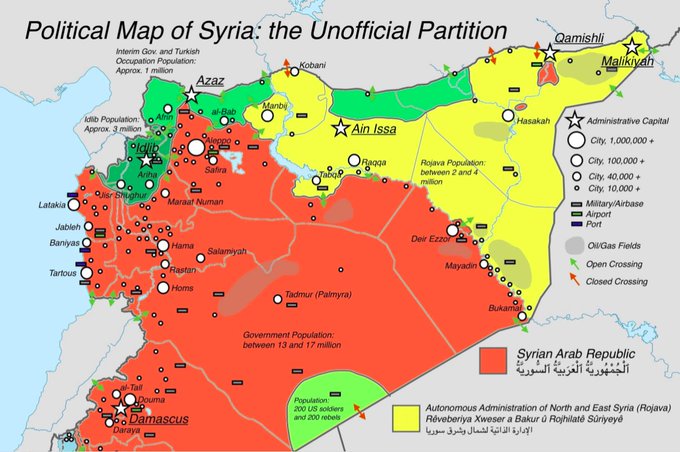 Political Map of Syria: the Unofficial Partition
Interim Gov. and Turkish
Occupation Population:
Approx. 1 million
Idlib Population:
Approx. 3 million
Azaz
Afrin
al-Bab
Manbij
Kobani
Qamishli
Malikiyah
Ain Issa
Hasakah
Aleppo
Safira
Idlib
Ariha
Jisr Shughur
Maraat Numan
Tabqa
Raqqa
Rojava Population:
between 2 and 4
million
Latakia
Jableh
Baniyas
Tartous
Hama
Salamiyah
Rastan
Homs
Deir Ezzor
Mayadin
Bukamal
Tadmur (Palmyra)
Government Population:
between 13 and 17 million
Population:
200 US soldiers
and 200 rebels
al-Tall
Douma
Damascus
Daraya
Administrative Capital
City, 1,000,000 +
City, 100,000 +
City, 40,000 +
City, 10,000 +
Military/Airbase
Airport
Port
Oil/Gas Fields
Open Crossing
Closed Crossing
Syrian Arab Republic
ٱلْجُمْهُورِيَّةُ ٱلْعَرَبِيَّةُ ٱلسُّورِيَّةُ
Autonomous Administration of North and East Syria (Rojava)
Rêveberiya Xweser a Bakur û Rojhilatê Sûriyeyê
الإدارة الذاتية لشمال وشرق سوريا